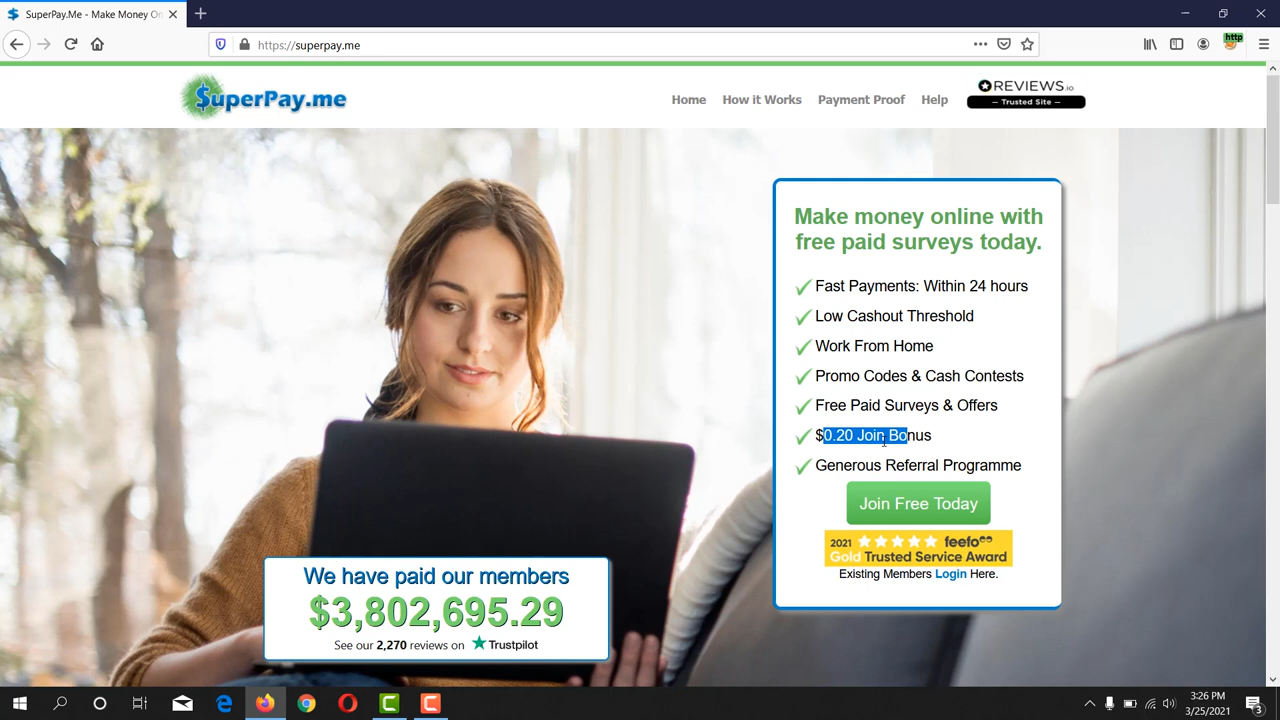 SuperPay.Me - Make Money On
https://superpay.me
http
$uperPay.me
Home How it Works Payment Proof Help
REVIEWS.io
Trusted Site
Make money online with
free paid surveys today.
Fast Payments: Within 24 hours
Low Cashout Threshold
Work From Home
Promo Codes & Cash Contests
Free Paid Surveys & Offers
$0.20 Join Bonus
Generous Referral Programme
Join Free Today
2021 feefo
Gold Trusted Service Award
Existing Members Login Here.
We have paid our members
$3,802,695.29
See our 2,270 reviews on Trustpilot
3:26 PM
3/25/2021
3